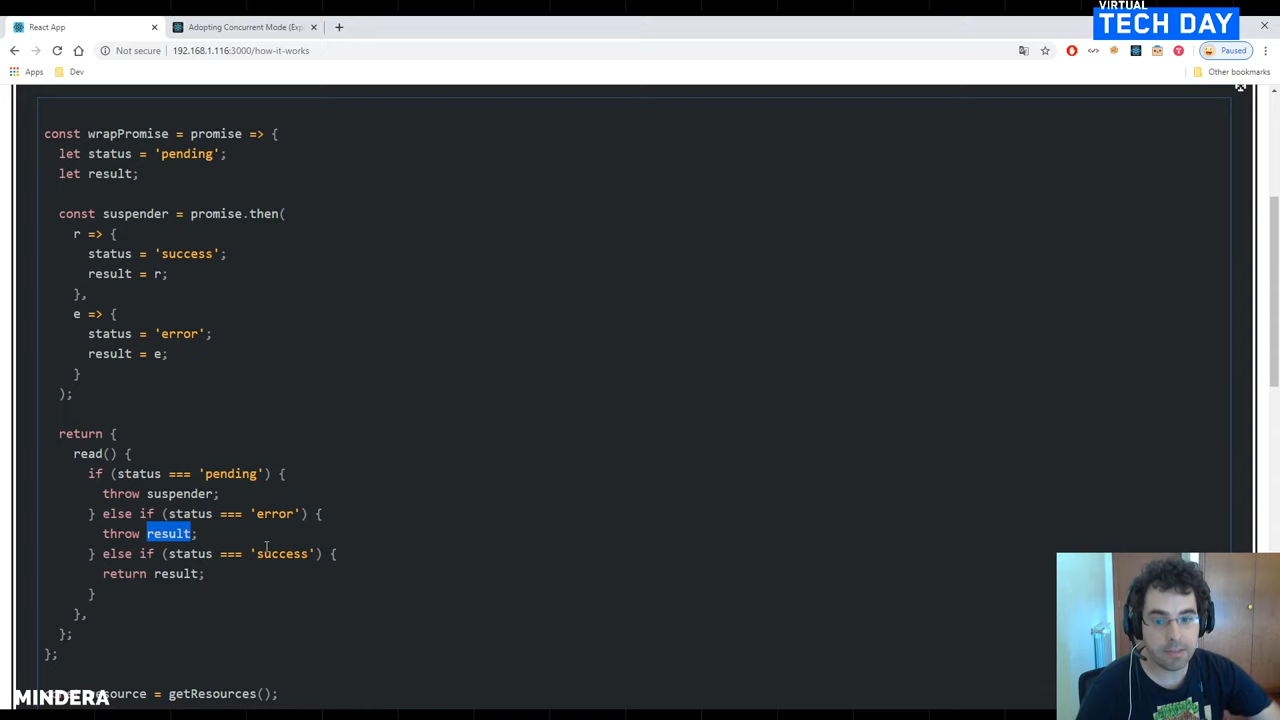 VIRTUAL
TECH DAY
React App
Adopting Concurrent Mode (Exp
Not secure
192.168.1.116:3000/how-it-works
Paused
Apps
Dev
Other bookmarks
const wrapPromise = promise => {
let status = 'pending';
let result;
const suspender = promise.then(
r => {
status = 'success';
result = r;
},
e => {
status = 'error';
result = e;
}
);
return {
read() {
if (status === 'pending') {
throw suspender;
} else if (status === 'error') {
throw result;
} else if (status === 'success') {
return result;
}
},
};
};
resource = getResources();
MINDERA